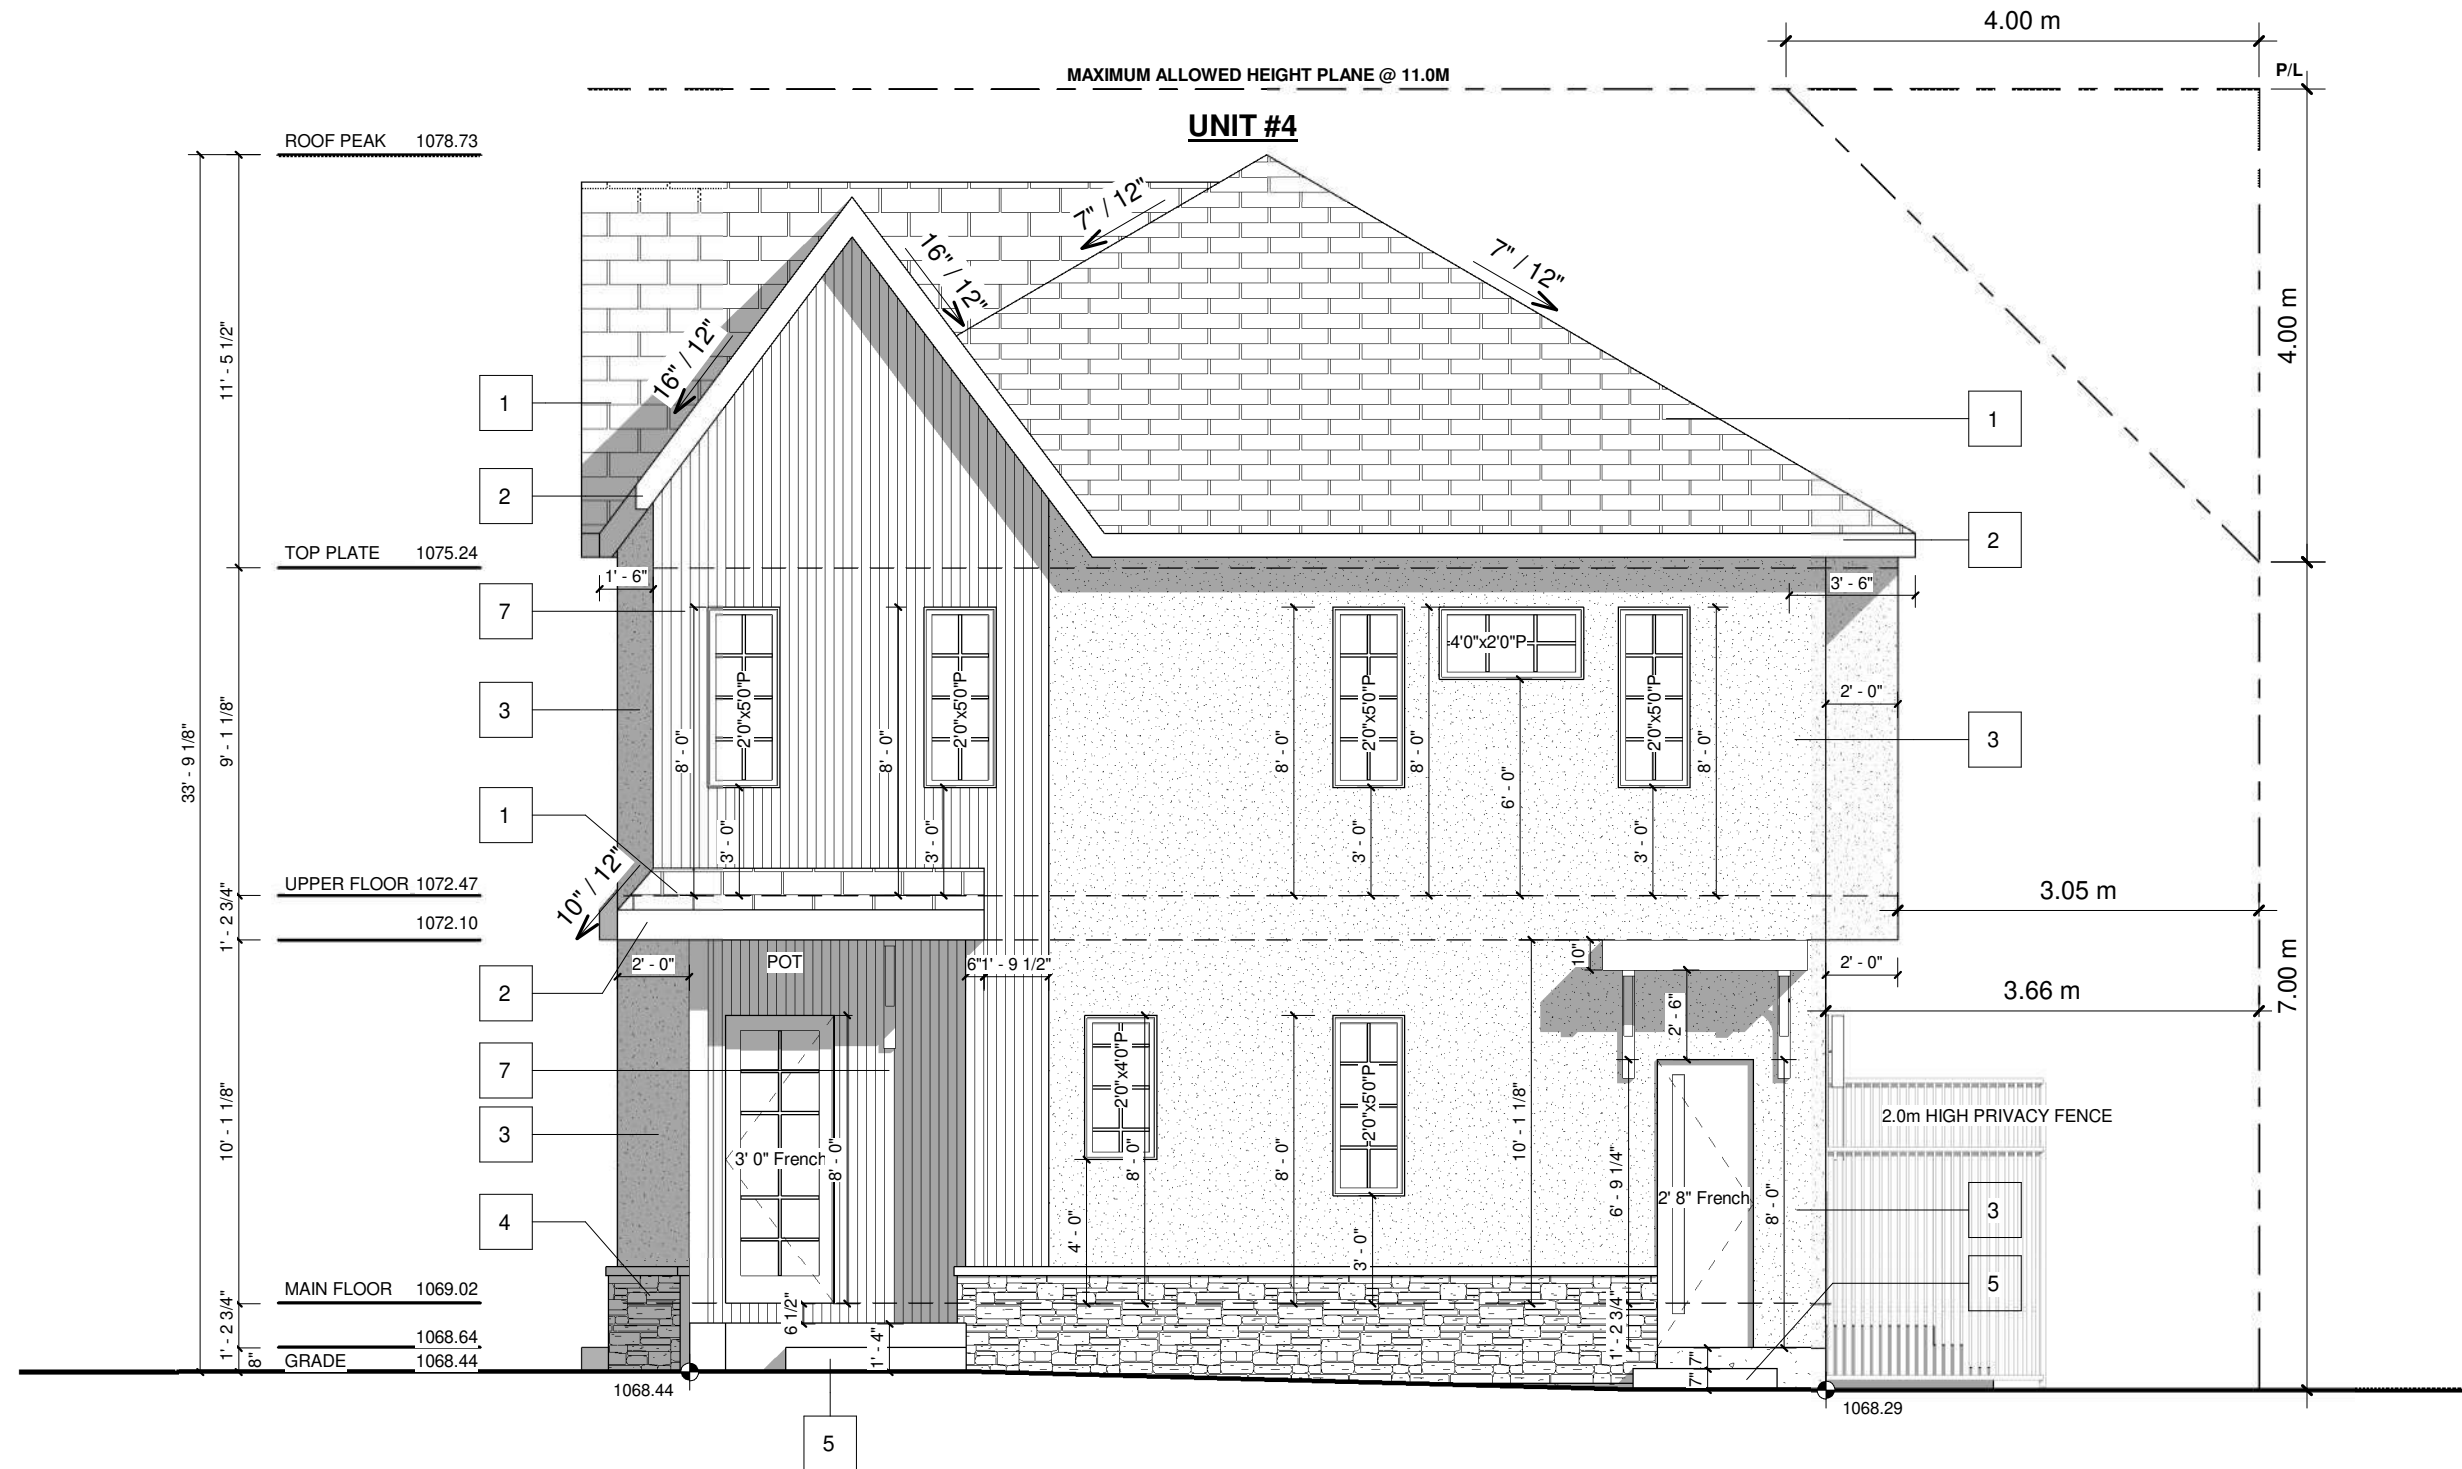 4.00 m
MAXIMUM ALLOWED HEIGHT PLANE @ 11.0M
P/L
UNIT #4
ROOF PEAK 1078.73
7" / 12"
16" / 12"
7" / 12"
16" / 12"
11' - 5 1/2"
4.00 m
1
1
2
2
TOP PLATE 1075.24
1' - 6"
3' - 6"
7
4'0"x2'0"P
2'0"x5'0"P
2'0"x5'0"P
2'0"x5'0"P
2'0"x5'0"P
3
2' - 0"
3
33' - 9 1/8"
9' - 1 1/8"
8' - 0"
8' - 0"
8' - 0"
8' - 0"
6' - 0"
8' - 0"
1
3' - 0"
3' - 0"
3' - 0"
3' - 0"
10" / 12"
UPPER FLOOR 1072.47
3.05 m
1' - 2 3/4"
1072.10
POT
2' - 0"
6"
1' - 9 1/2"
10"
2' - 0"
2
2' - 6"
3.66 m
7.00 m
7
2'0"x4'0"P
2'0"x5'0"P
2.0m HIGH PRIVACY FENCE
10' - 1 1/8"
3
3' 0" French
8' - 0"
8' - 0"
8' - 0"
10' - 1 1/8"
6' - 9 1/4"
2' 8" French
8' - 0"
3
4
4' - 0"
3' - 0"
5
MAIN FLOOR 1069.02
6 1/2"
1' - 2 3/4"
1' - 2 3/4"
1068.64
8"
GRADE 1068.44
1' - 4"
7"
7"
1068.44
1068.29
5